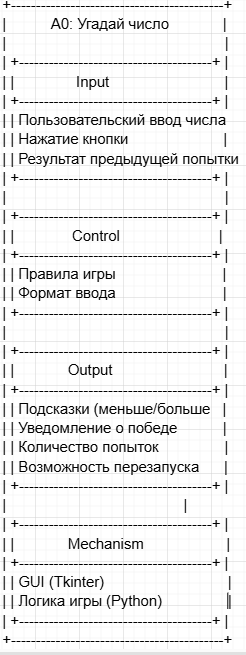 +-------------------------------------------+
| A0: Угадай число |
| |
| +---------------------------------------+ |
| | Input |
| +---------------------------------------+ |
| | Пользовательский ввод числа
| | Нажатие кнопки |
| | Результат предыдущей попытки
| +---------------------------------------+ |
| |
| +---------------------------------------+ |
| | Control |
| +---------------------------------------+ |
| | Правила игры |
| | Формат ввода |
| +---------------------------------------+ |
| |
| +---------------------------------------+ |
| | Output |
| +---------------------------------------+ |
| | Подсказки (меньше/больше |
| | Уведомление о победе |
| | Количество попыток |
| | Возможность перезапуска |
| +---------------------------------------+ |
| |
| +---------------------------------------+ |
| | Mechanism |
| +---------------------------------------+ |
| | GUI (Tkinter) |
| | Логика игры (Python) ||
| +---------------------------------------+ |
+-------------------------------------------+